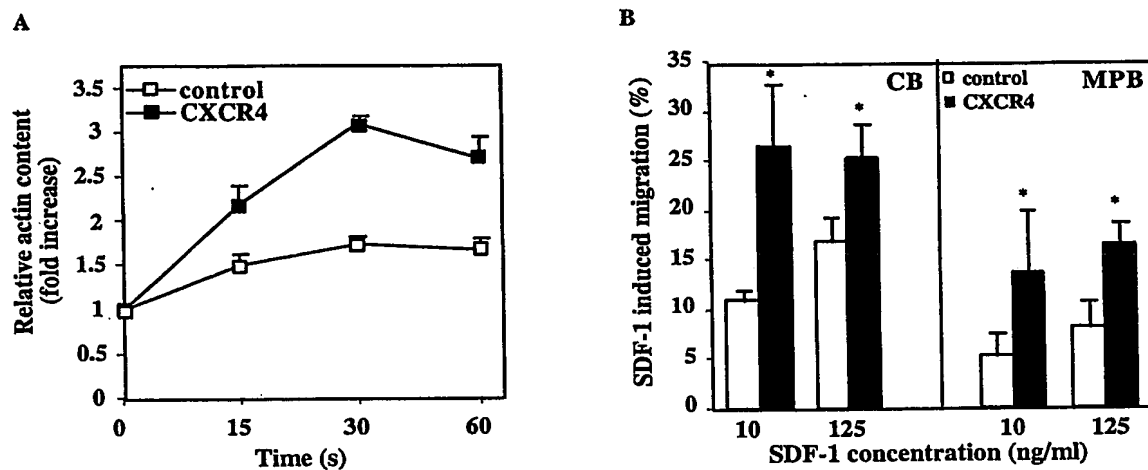 A
Relative actin content
(fold increase)
3.5
3
2.5
2
1.5
1
0.5
0
control
CXCR4
0 15 30 60
Time (s)
B
SDF-1 induced migration (%)
35
30
25
20
15
10
5
0
* * CB
control MPB
CXCR4
* *
10 125 10 125
SDF-1 concentration (ng/ml)